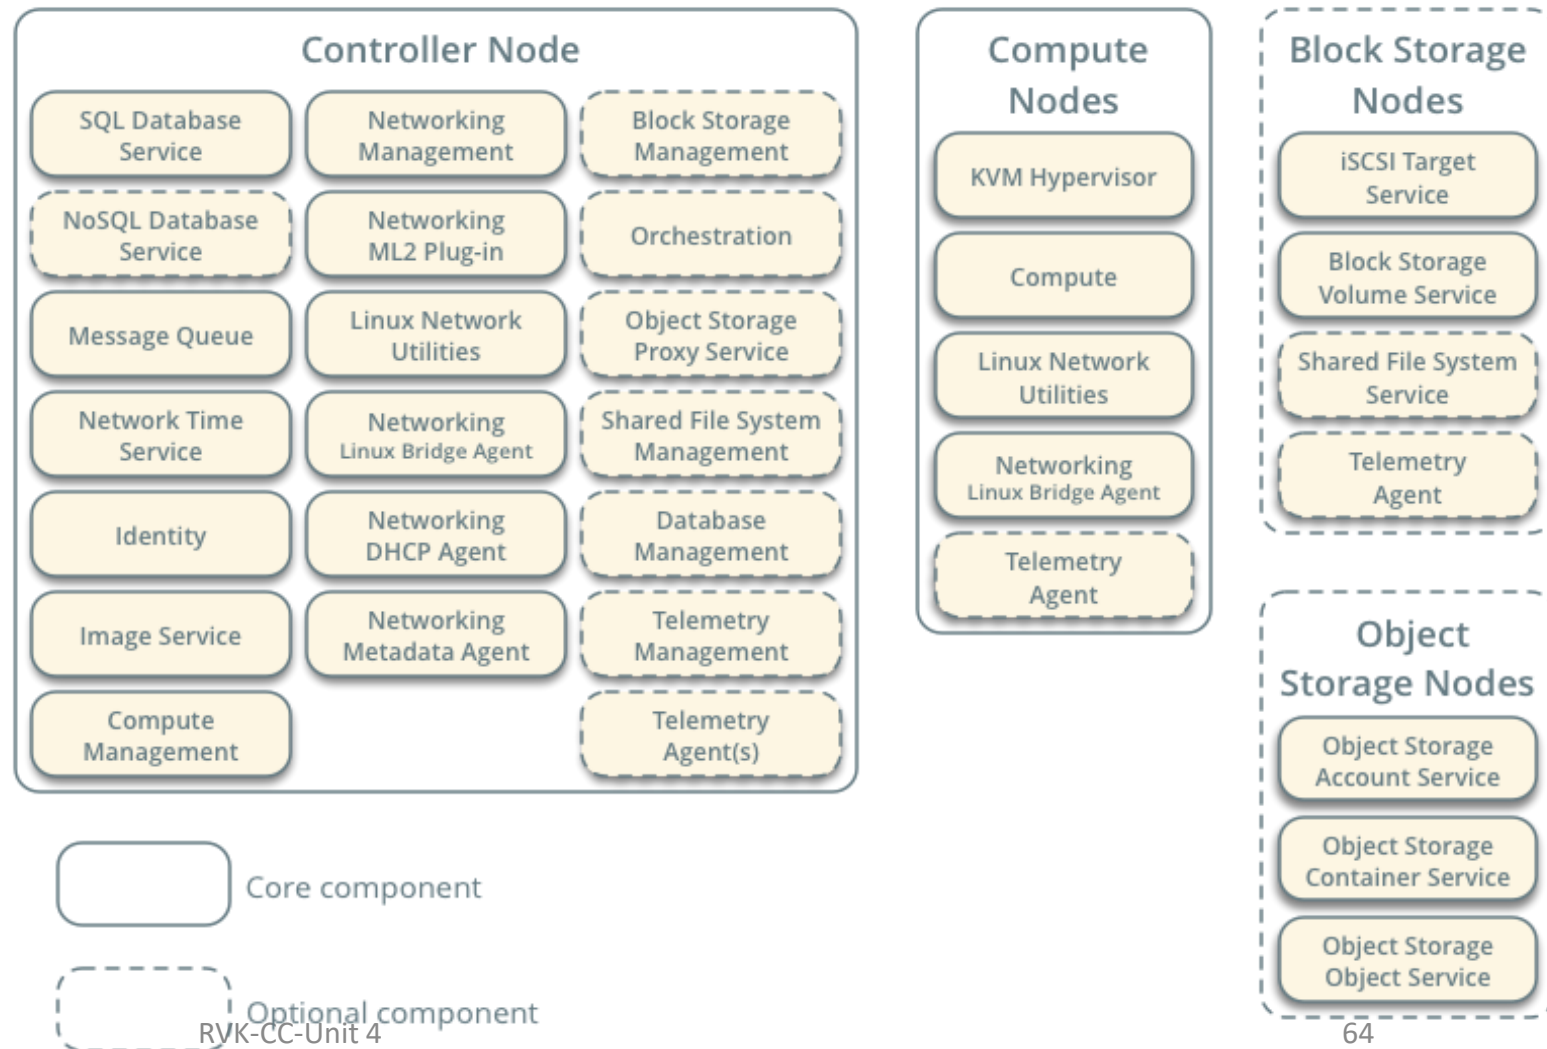 Controller Node
SQL Database
Service
NoSQL Database
Service
Message Queue
Network Time
Service
Identity
Image Service
Compute
Management
Networking
Management
Networking
ML2 Plug-in
Linux Network
Utilities
Networking
Linux Bridge Agent
Networking
DHCP Agent
Networking
Metadata Agent
Block Storage
Management
Orchestration
Object Storage
Proxy Service
Shared File System
Management
Database
Management
Telemetry
Management
Telemetry
Agent(s)
Compute
Nodes
KVM Hypervisor
Compute
Linux Network
Utilities
Networking
Linux Bridge Agent
Telemetry
Agent
Block Storage
Nodes
iSCSI Target
Service
Block Storage
Volume Service
Shared File System
Service
Telemetry
Agent
Object
Storage Nodes
Object Storage
Account Service
Object Storage
Container Service
Object Storage
Object Service
Core component
Optional component
RVK-CC-Unit 4
64